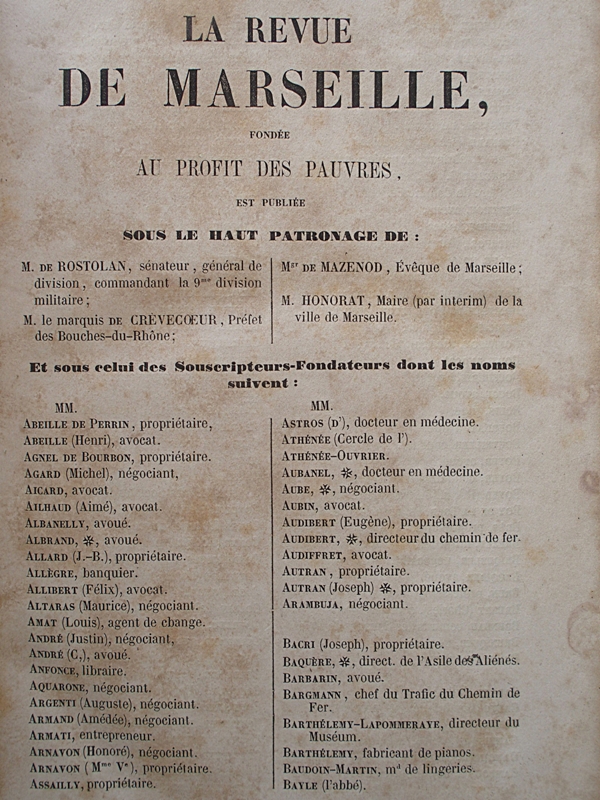 LA REVUE
DE MARSEILLE,
FONDÉE
AU PROFIT DES PAUVRES,
EST PUBLIÉE
SOUS LE HAUT PATRONAGE DE :
M. DE ROSTOLAN, sénateur, général de
division, commandant la 9me division
militaire;
M. le marquis DE CRÈVECŒUR, Préfet
des Bouches-du-Rhône;
Mgr DE MAZENOD, Évêque de Marseille;
M. HONORAT, Maire (par interim) de la
ville de Marseille.
Et sous celui des Souscripteurs-Fondateurs dont les noms
suivent :
MM.
ABEILLE DE PERRIN, propriétaire,
ABEILLE (Henri), avocat.
AGNEL DE BOURBON, propriétaire.
AGARD (Michel), négociant,
AICARD, avocat.
AILHAUD (Aimé), avocat.
ALBANELLY, avoué.
ALBRAND, ✻, avoué.
ALLARD (J.-B.), propriétaire.
ALLÈGRE, banquier.
ALLIBERT (Félix), avocat.
ALTARAS (Maurice), négociant.
AMAT (Louis), agent de change.
ANDRÉ (Justin), négociant,
ANDRÉ (C,), avoué.
ANFONCE, libraire.
AQUARONE, négociant.
ARGENTI (Auguste), négociant.
ARMAND (Amédée), négociant.
ARMATI, entrepreneur.
ARNAVON (Honoré), négociant.
ARNAVON (Mme Ve), propriétaire.
ASSAILLY, propriétaire.
MM.
ASTROS (D'), docteur en médecine.
ATHÉNÉE (Cercle de l').
ATHÉNÉE-OUVRIER.
AUBANEL, ✻, docteur en médecine.
AUBE, ✻, négociant.
AUBIN, avocat.
AUDIBERT (Eugène), propriétaire.
AUDIBERT, ✻, directeur du chemin de fer.
AUDIFFRET, avocat.
AUTRAN, propriétaire.
AUTRAN (Joseph) ✻, propriétaire.
ARAMBUJA, négociant.
BACRI (Joseph), propriétaire.
BAQUÈRE, ✻, direct. de l'Asile des Aliénés.
BARBARIN, avoué.
BARGMANN, chef du Trafic du Chemin de
Fer.
BARTHÉLEMY-LAPOMMERAYE, directeur du
Muséum.
BARTHÉLEMY, fabricant de pianos.
BAUDOIN-MARTIN, md de lingeries.
BAYLE (l'abbé).